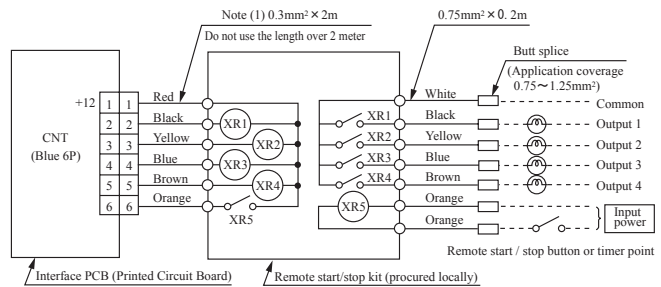 Note (1) 0.3mm² × 2m
Do not use the length over 2 meter
0.75mm² × 0. 2m
Butt splice
(Application coverage
0.75～1.25mm²)
CNT
(Blue 6P)
+12
1 1 Red
2 2 Black
3 3 Yellow
4 4 Blue
5 5 Brown
6 6 Orange
XR1
XR2
XR3
XR4
XR5
XR1
XR2
XR3
XR4
XR5
White
Black
Yellow
Blue
Brown
Orange
Orange
Common
Output 1
Output 2
Output 3
Output 4
Input
power
Remote start / stop button or timer point
Interface PCB (Printed Circuit Board)
Remote start/stop kit (procured locally)